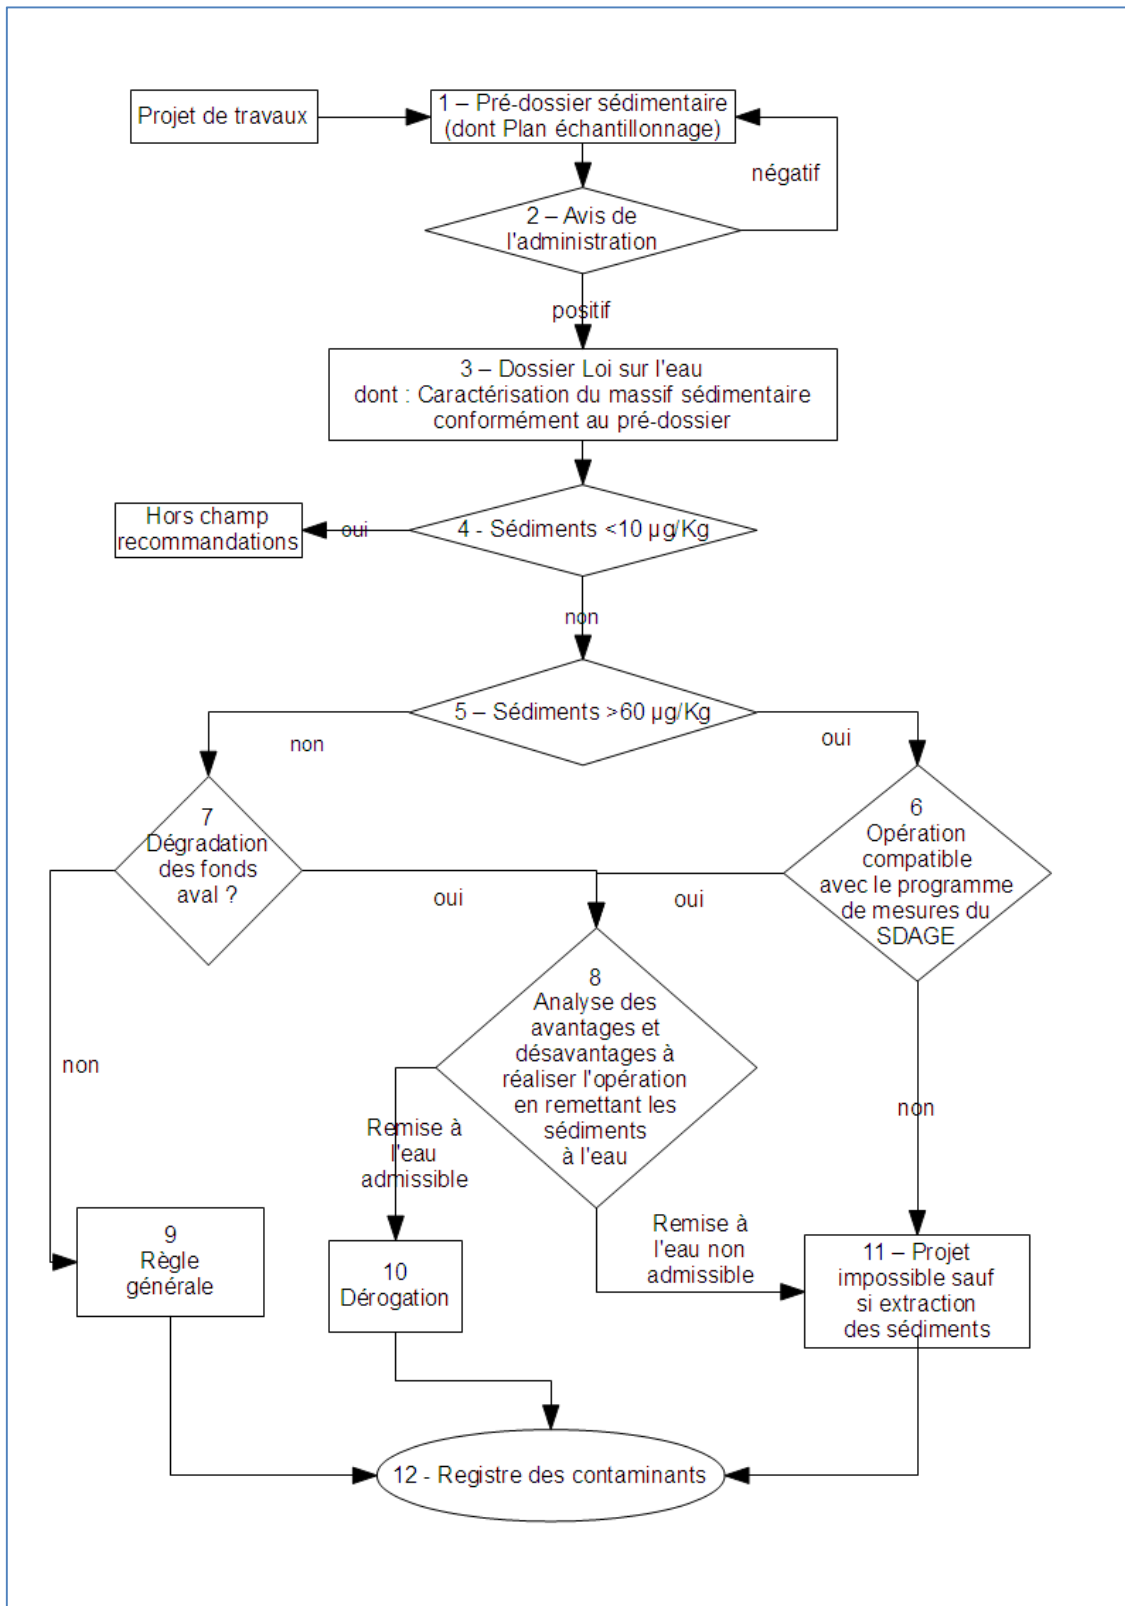 Projet de travaux
1 – Pré-dossier sédimentaire
(dont Plan échantillonnage)
négatif
2 – Avis de
l'administration
positif
3 – Dossier Loi sur l'eau
dont : Caractérisation du massif sédimentaire
conformément au pré-dossier
Hors champ
recommandations
oui
4 - Sédiments <10 µg/Kg
non
5 – Sédiments >60 µg/Kg
non
oui
7
Dégradation
des fonds
aval ?
oui
oui
6
Opération
compatible
avec le programme
de mesures du
SDAGE
non
8
Analyse des
avantages et
désavantages à
réaliser l'opération
en remettant les
sédiments
à l'eau
non
Remise à
l'eau
admissible
Remise à
l'eau non
admissible
9
Règle
générale
10
Dérogation
11 – Projet
impossible sauf
si extraction
des sédiments
12 - Registre des contaminants